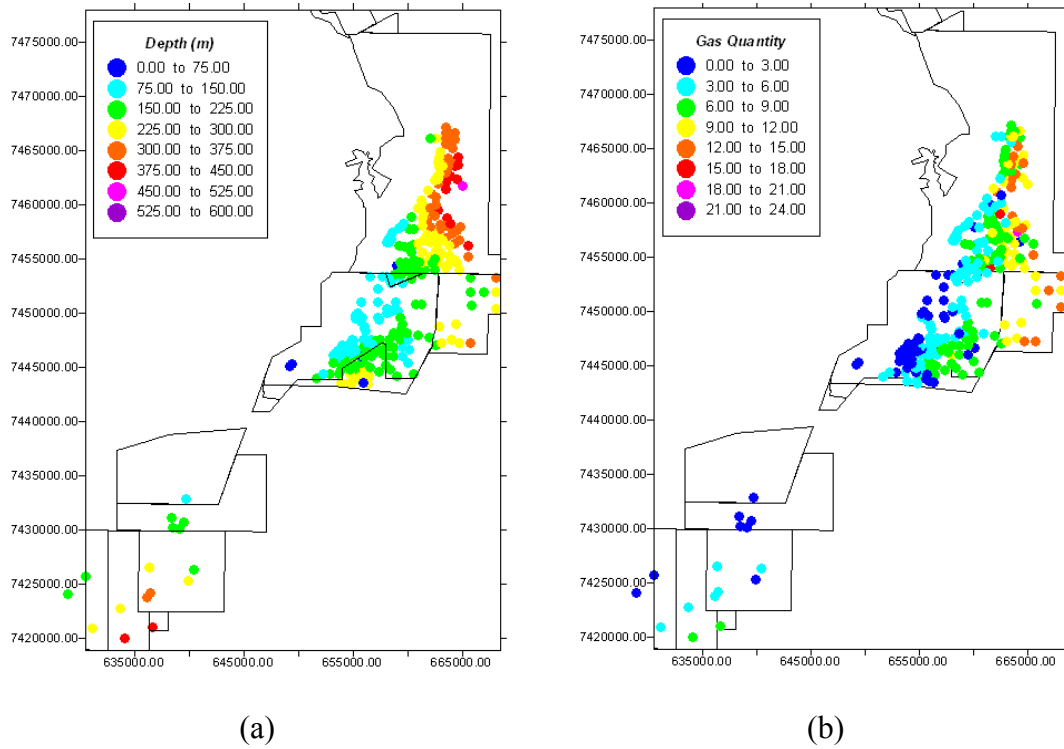 7475000.00
7470000.00
7465000.00
7460000.00
7455000.00
7450000.00
7445000.00
7440000.00
7435000.00
7430000.00
7425000.00
7420000.00
Depth (m)
0.00 to 75.00
75.00 to 150.00
150.00 to 225.00
225.00 to 300.00
300.00 to 375.00
375.00 to 450.00
450.00 to 525.00
525.00 to 600.00
635000.00 645000.00 655000.00 665000.00
(a)
7475000.00
7470000.00
7465000.00
7460000.00
7455000.00
7450000.00
7445000.00
7440000.00
7435000.00
7430000.00
7425000.00
7420000.00
Gas Quantity
0.00 to 3.00
3.00 to 6.00
6.00 to 9.00
9.00 to 12.00
12.00 to 15.00
15.00 to 18.00
18.00 to 21.00
21.00 to 24.00
635000.00 645000.00 655000.00 665000.00
(b)